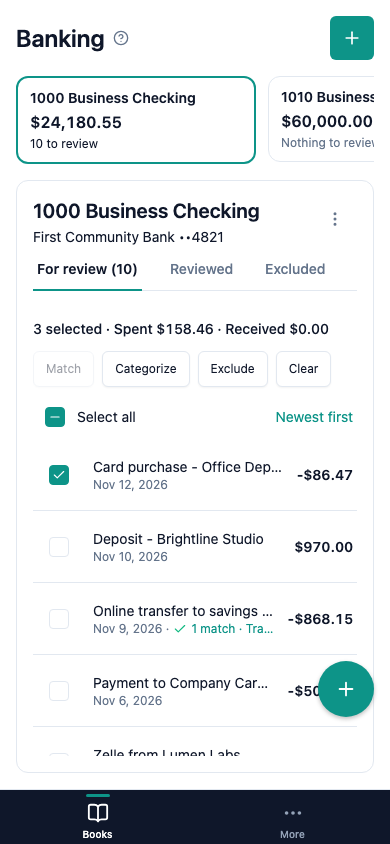 Banking
1000 Business Checking
$24,180.55
10 to review
1010 Business
$60,000.00
Nothing to review
1000 Business Checking
First Community Bank ••4821
For review (10)
Reviewed
Excluded
3 selected · Spent $158.46 · Received $0.00
Match
Categorize
Exclude
Clear
Select all
Newest first
Card purchase - Office Dep...
-$86.47
Nov 12, 2026
Deposit - Brightline Studio
$970.00
Nov 10, 2026
Online transfer to savings ...
-$868.15
Nov 9, 2026 · 1 match · Tra...
Payment to Company Car...
-$50
Nov 6, 2026
Zelle from Lumen Labs
Books
More